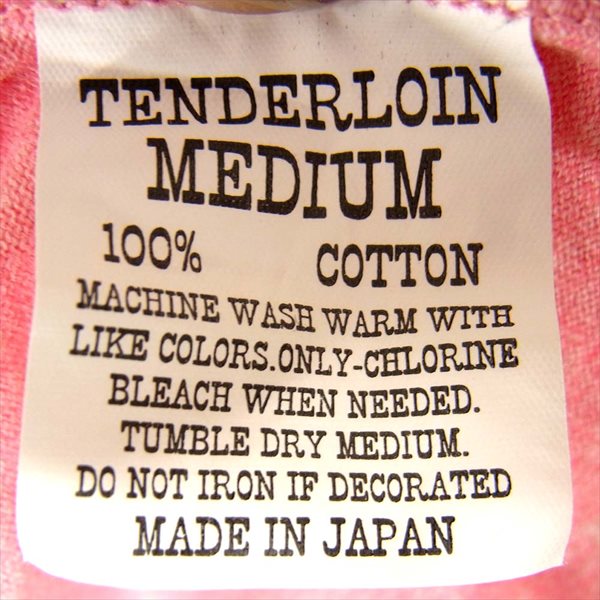 TENDERLOIN
MEDIUM
100% COTTON
MACHINE WASH WARM WITH
LIKE COLORS.ONLY-CHLORINE
BLEACH WHEN NEEDED.
TUMBLE DRY MEDIUM.
DO NOT IRON IF DECORATED
MADE IN JAPAN